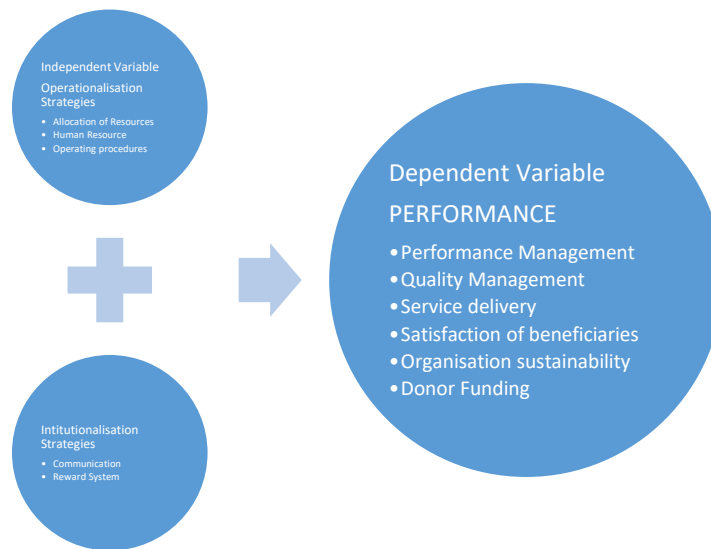 Independent Variable
Operationalisation
Strategies
• Allocation of Resources
• Human Resource
• Operating procedures
Intitutionalisation
Strategies
• Communication
• Reward System
Dependent Variable
PERFORMANCE
•Performance Management
•Quality Management
•Service delivery
•Satisfaction of beneficiaries
•Organisation sustainability
•Donor Funding